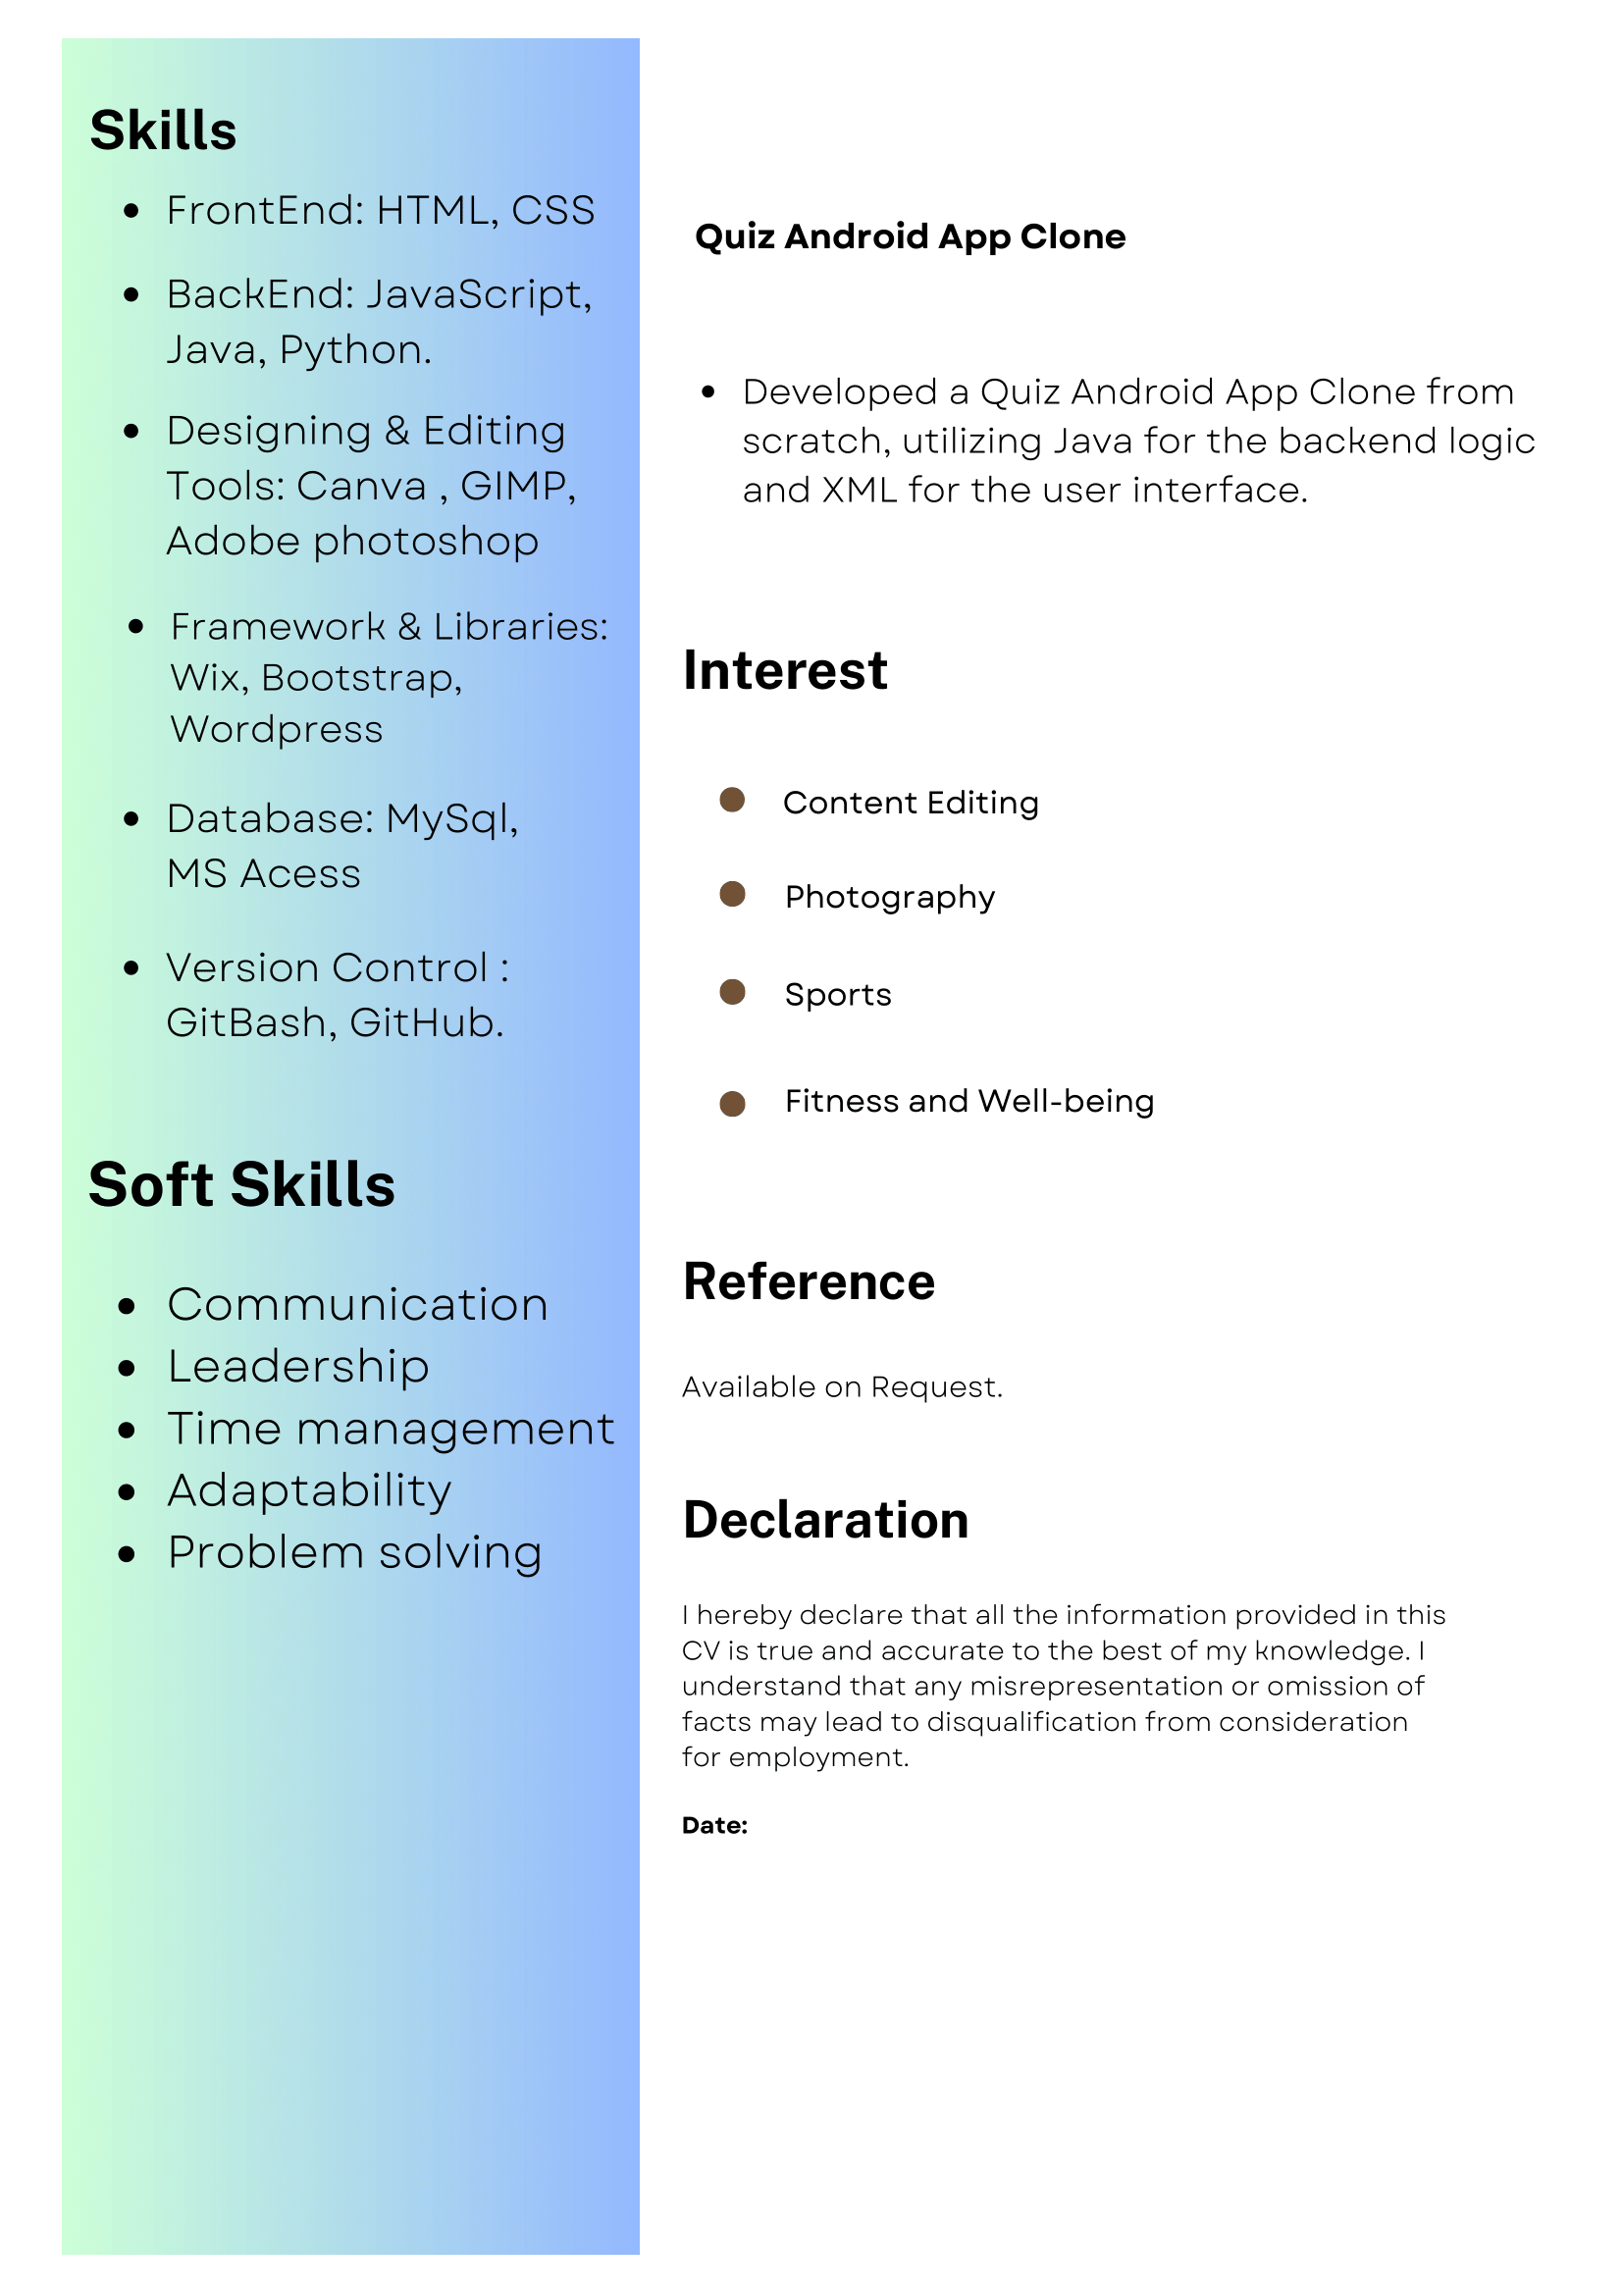 Skills
FrontEnd: HTML, CSS
BackEnd: JavaScript,
Java, Python.
Designing & Editing
Tools: Canva , GIMP,
Adobe photoshop
Framework & Libraries:
Wix, Bootstrap,
Wordpress
Database: MySql,
MS Acess
Version Control :
GitBash, GitHub.
Soft Skills
Communication
Leadership
Time management
Adaptability
Problem solving
Quiz Android App Clone
Developed a Quiz Android App Clone from
scratch, utilizing Java for the backend logic
and XML for the user interface.
Interest
Content Editing
Photography
Sports
Fitness and Well-being
Reference
Available on Request.
Declaration
I hereby declare that all the information provided in this
CV is true and accurate to the best of my knowledge. I
understand that any misrepresentation or omission of
facts may lead to disqualification from consideration
for employment.
Date: